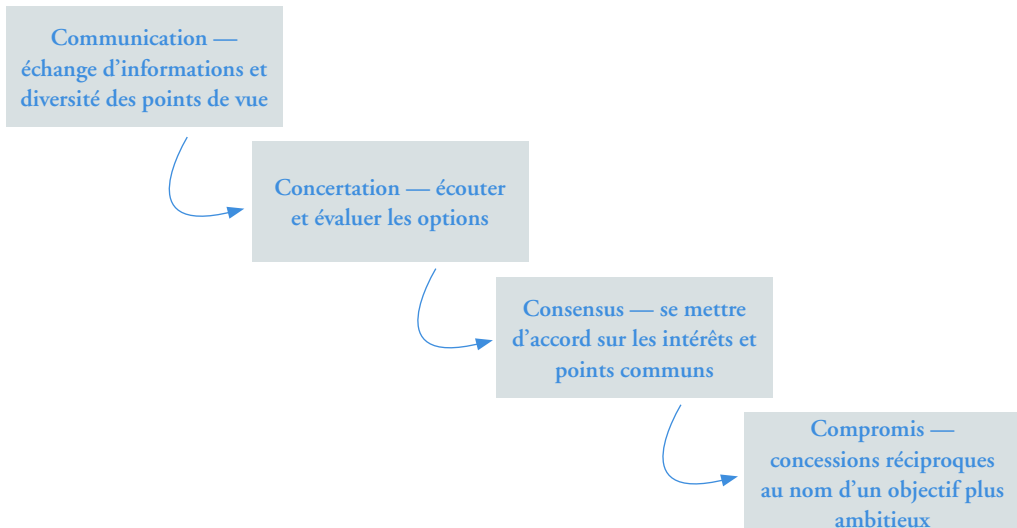 Communication —
échange d’informations et
diversité des points de vue
Concertation — écouter
et évaluer les options
Consensus — se mettre
d’accord sur les intérêts et
points communs
Compromis —
concessions réciproques
au nom d’un objectif plus
ambitieux